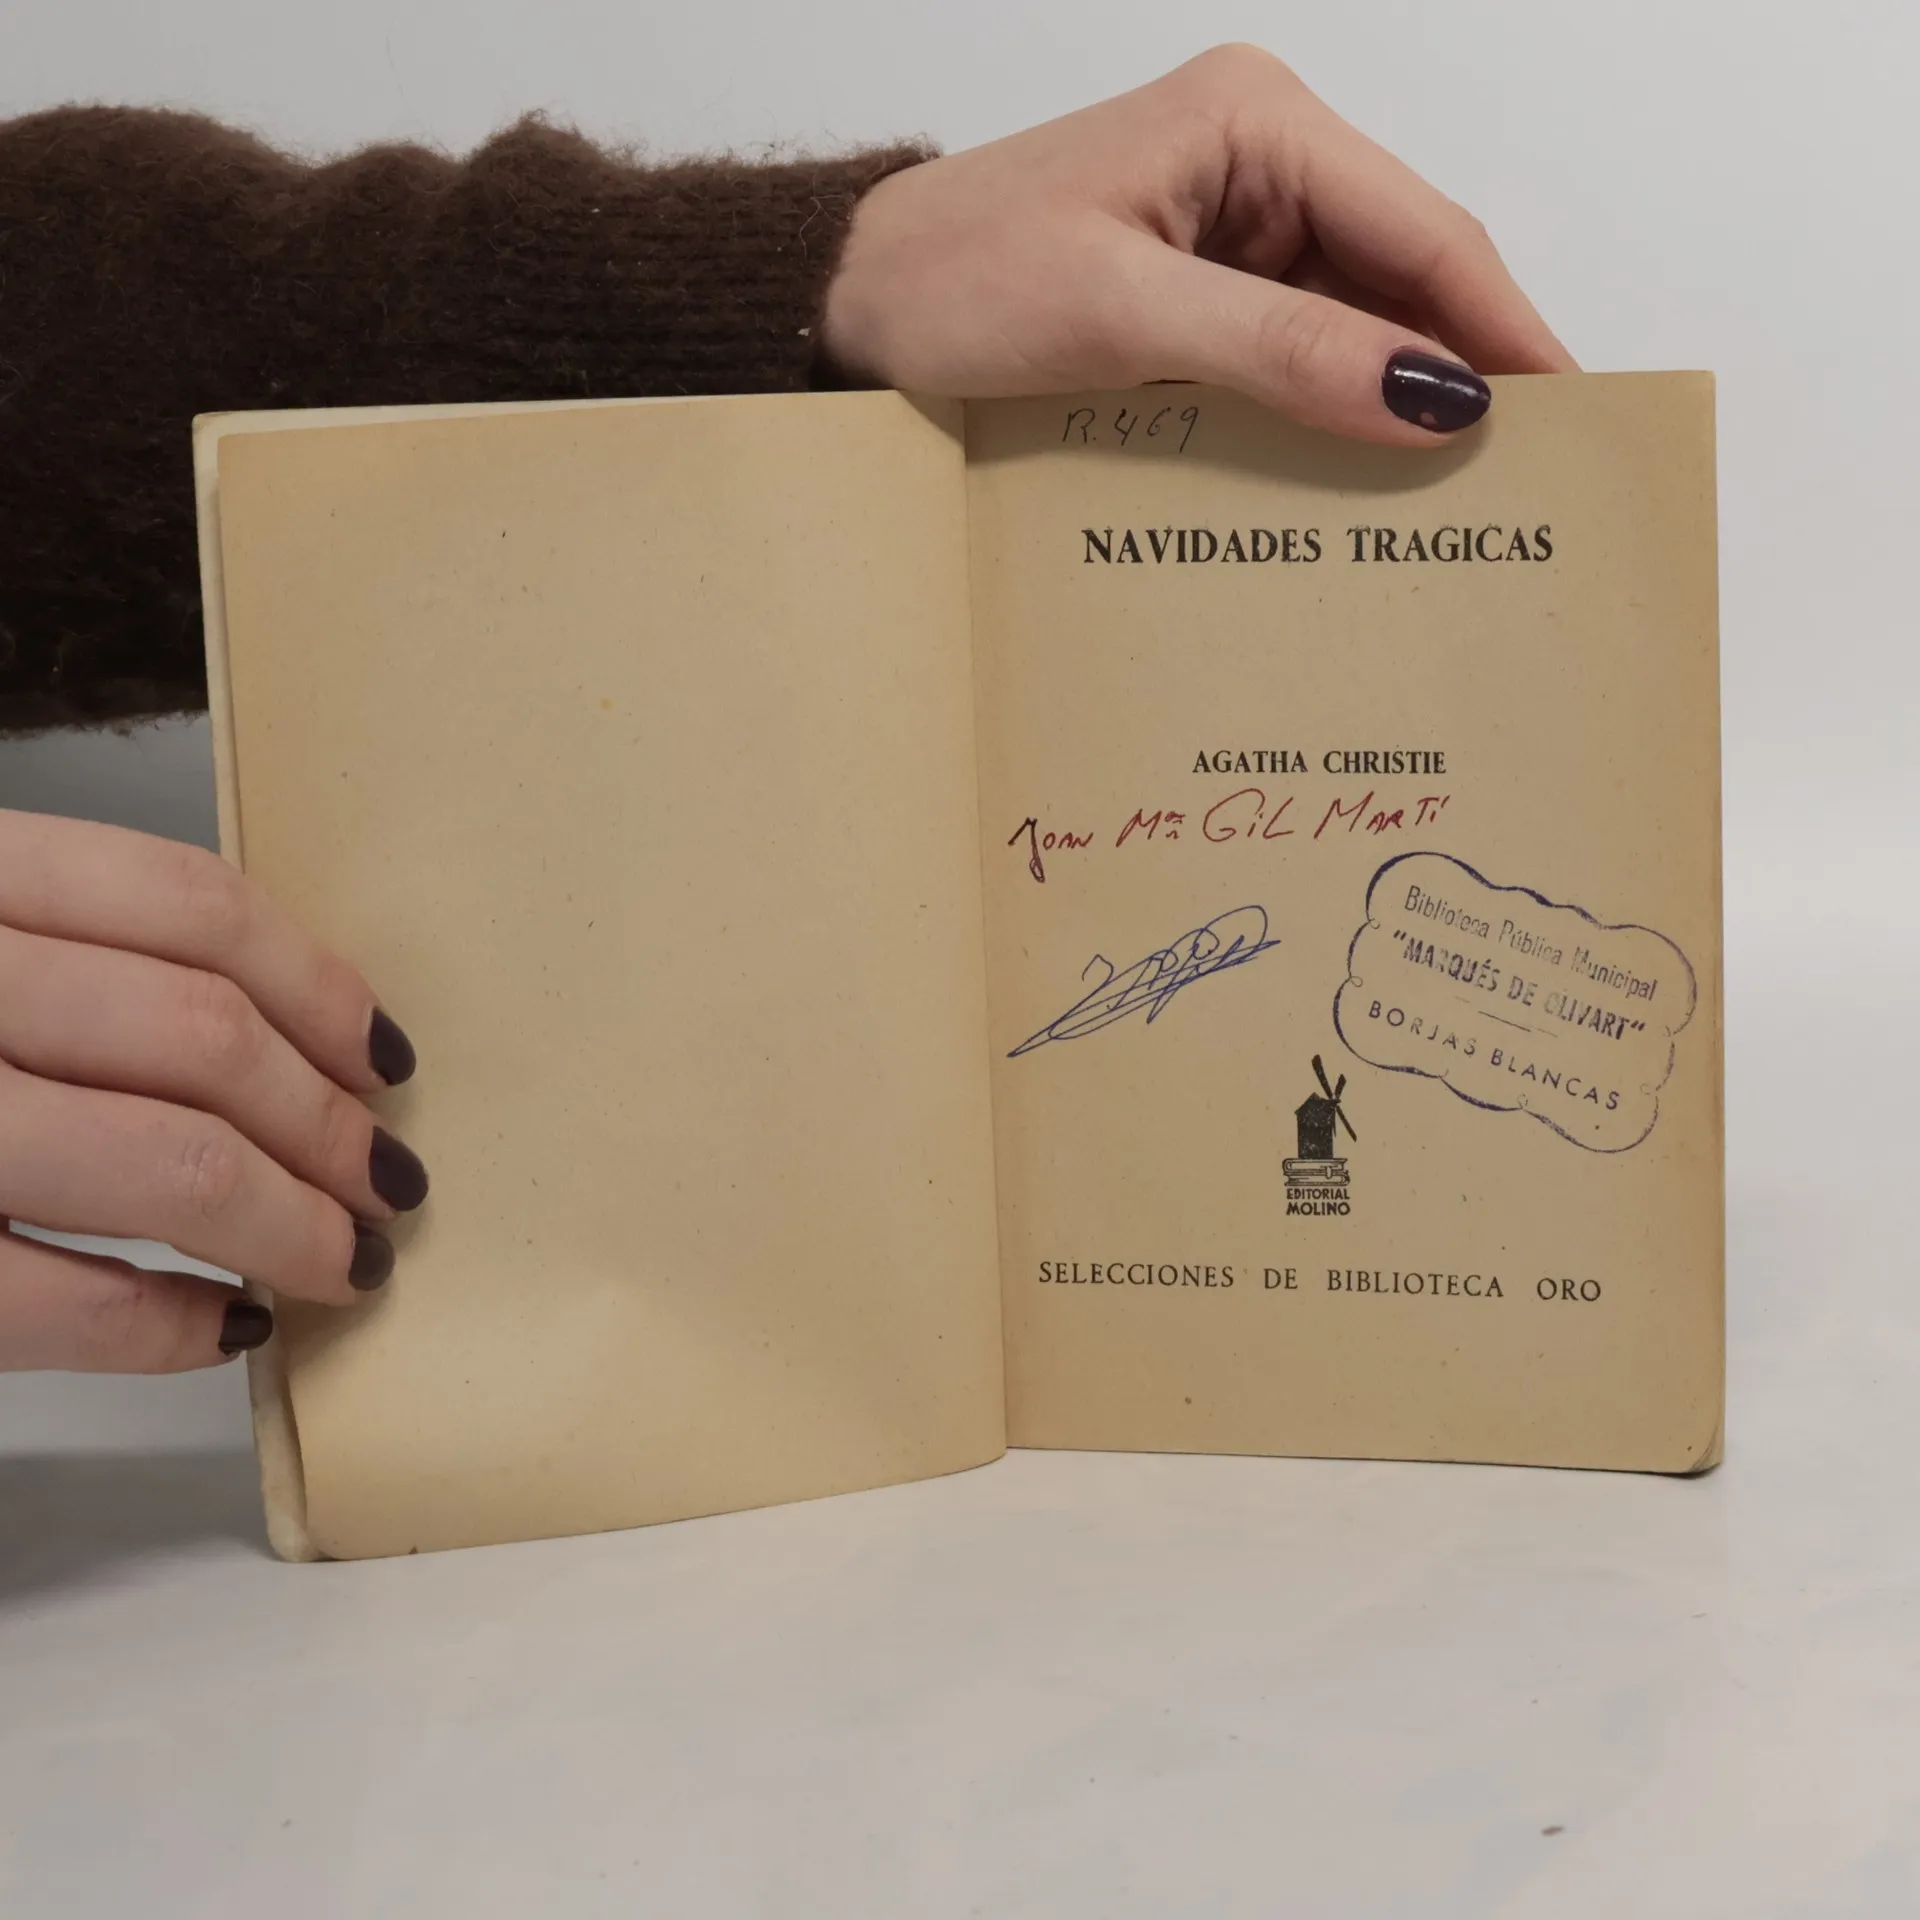 R. 469
NAVIDADES TRAGICAS
AGATHA CHRISTIE
Joan Mª Gil Martí
Biblioteca Pública Municipal
"MARQUÉS DE OLIVART"
BORJAS BLANCAS
EDITORIAL
MOLINO
SELECCIONES DE BIBLIOTECA ORO